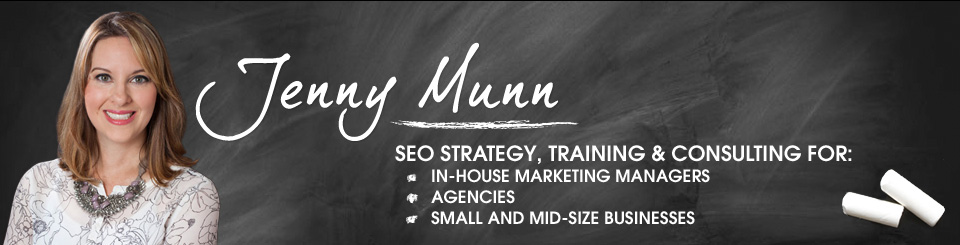 Jenny Munn
SEO STRATEGY, TRAINING & CONSULTING FOR:
IN-HOUSE MARKETING MANAGERS
AGENCIES
SMALL AND MID-SIZE BUSINESSES